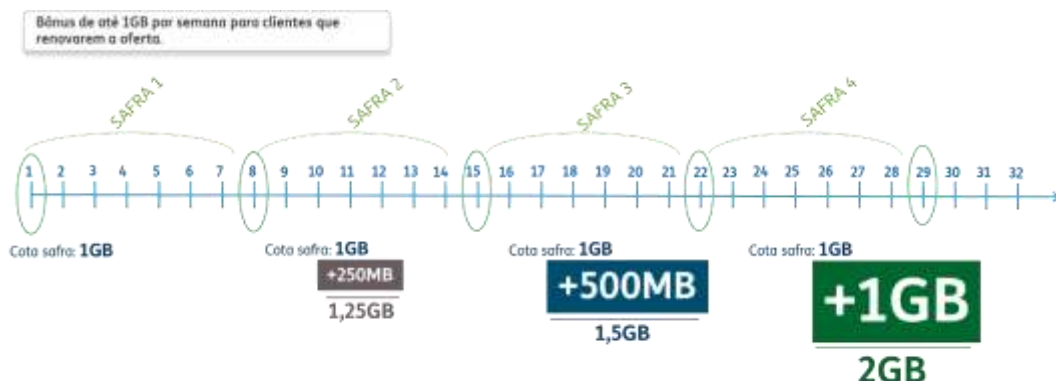 Bônus de até 1GB por semana para clientes que
renovarem a oferta.
SAFRA 1
SAFRA 2
SAFRA 3
SAFRA 4
1 2 3 4 5 6 7 8 9 10 11 12 13 14 15 16 17 18 19 20 21 22 23 24 25 26 27 28 29 30 31 32
Cota safra: 1GB
Cota safra: 1GB
Cota safra: 1GB
Cota safra: 1GB
+250MB
+500MB
+1GB
1,25GB
1,5GB
2GB